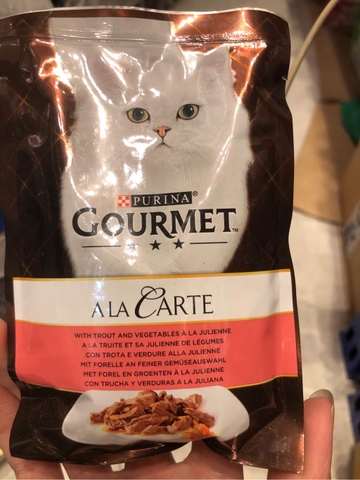 PURINA®
GOURMET™
A LA CARTE
WITH TROUT AND VEGETABLES À LA JULIENNE
A LA TRUITE ET SA JULIENNE DE LÉGUMES
CON TROTA E VERDURE ALLA JULIENNE
MIT FORELLE AN FEINER GEMÜSEAUSWAHL
MET FOREL EN GROENTEN À LA JULIENNE
CON TRUCHA Y VERDURAS A LA JULIANA